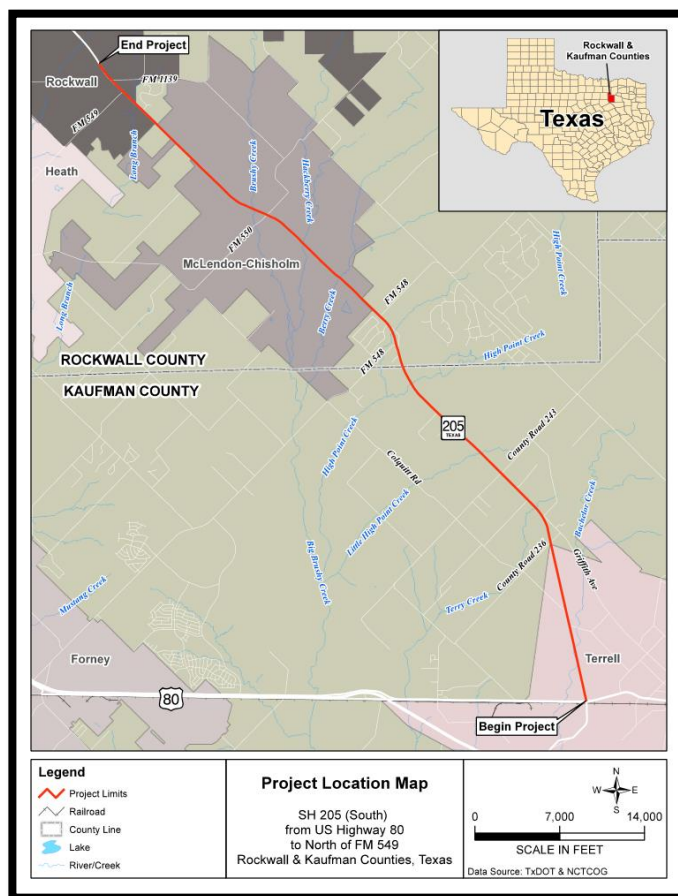 End Project
Rockwall
FM 1139
FM 549
Long Branch
Heath
Brushy Creek
Hackberry Creek
FM 550
McLendon-Chisholm
Long Branch
Berry Creek
FM 548
FM 548
High Point Creek
High Point Creek
ROCKWALL COUNTY
KAUFMAN COUNTY
205
TEXAS
County Road 243
High Point Creek
Colquitt Rd
Little High Point Creek
Bachelor Creek
County Road 236
Griffith Ave
Big Brushy Creek
Terry Creek
Mustang Creek
Forney
Terrell
80
Begin Project
Rockwall &
Kaufman Counties
Texas
Legend
Project Limits
Railroad
County Line
Lake
River/Creek
Project Location Map
SH 205 (South)
from US Highway 80
to North of FM 549
Rockwall & Kaufman Counties, Texas
N
W E
S
0 7,000 14,000
SCALE IN FEET
Data Source: TxDOT & NCTCOG